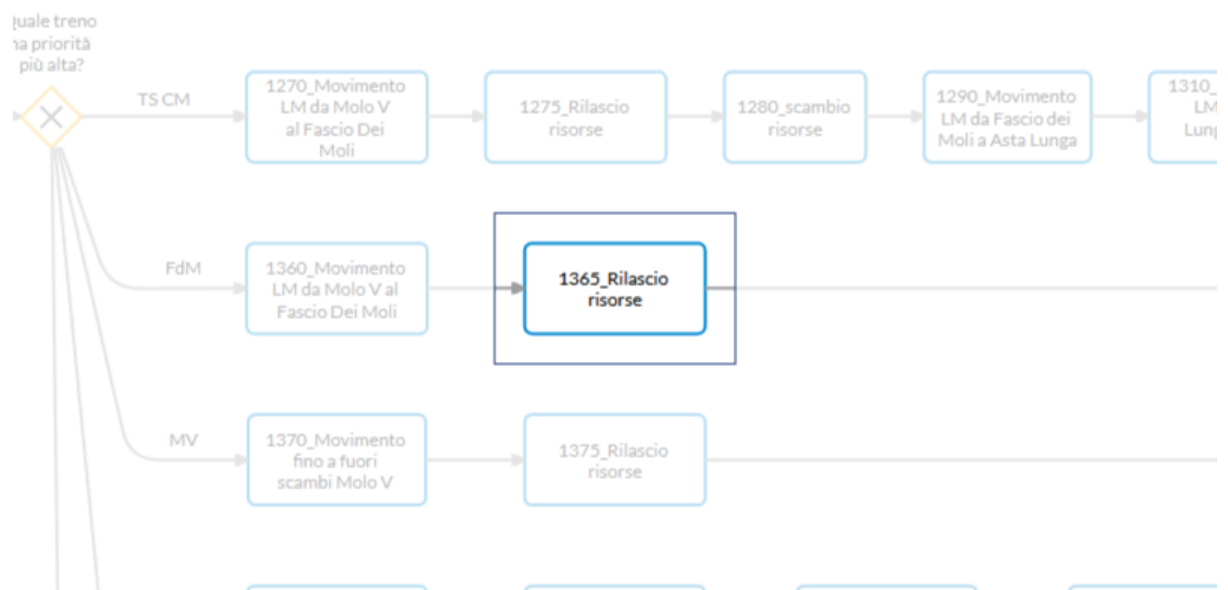 Quale treno
ha priorità
più alta?
TS CM
1270_Movimento
LM da Molo V
al Fascio Dei
Moli
1275_Rilascio
risorse
1280_scambio
risorse
1290_Movimento
LM da Fascio dei
Moli a Asta Lunga
1310_
LM
Lung
FdM
1360_Movimento
LM da Molo V al
Fascio Dei Moli
1365_Rilascio
risorse
MV
1370_Movimento
fino a fuori
scambi Molo V
1375_Rilascio
risorse